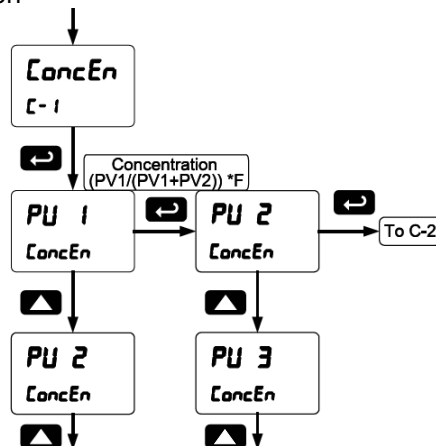 on
ConcEn
C-1
Concentration
(PV1/(PV1+PV2)) *F
PU 1
ConcEn
PU 2
ConcEn
To C-2
PU 2
ConcEn
PU 3
ConcEn